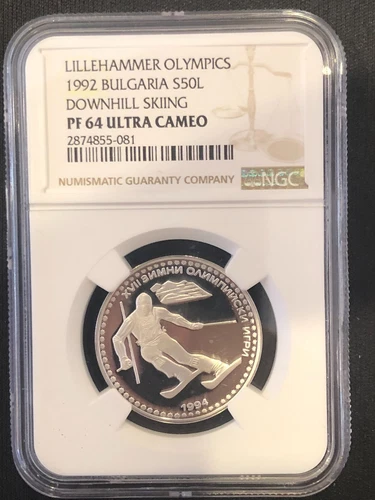 LILLEHAMMER OLYMPICS
1992 BULGARIA S50L
DOWNHILL SKIING
PF 64 ULTRA CAMEO
2874855-081
NUMISMATIC GUARANTY COMPANY
NGC
XVII ЗИМНИ ОЛИМПИЙСКИ ИГРИ
1994